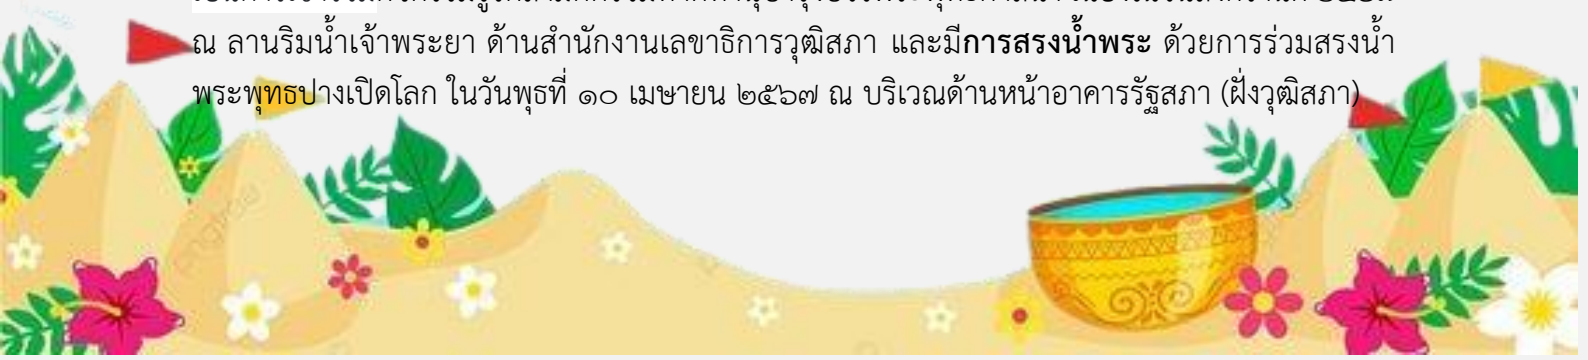 ณ ลานริมน้ำเจ้าพระยา ด้านสำนักงานเลขาธิการวุฒิสภา และมีการสรงน้ำพระ ด้วยการร่วมสรงน้ำ
พระพุทธปางเปิดโลก ในวันพุธที่ ๑๐ เมษายน ๒๕๖๗ ณ บริเวณด้านหน้าอาคารรัฐสภา (ฝั่งวุฒิสภา)